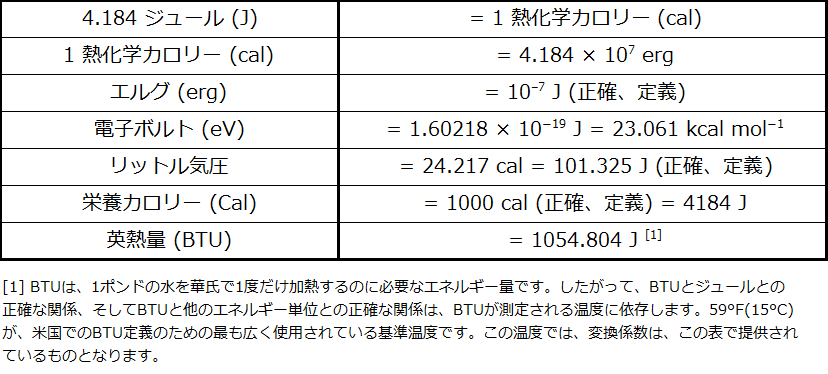 4.184 ジュール (J) = 1 熱化学カロリー (cal)
1 熱化学カロリー (cal) = 4.184 × 10⁷ erg
エルグ (erg) = 10⁻⁷ J (正確、定義)
電子ボルト (eV) = 1.60218 × 10⁻¹⁹ J = 23.061 kcal mol⁻¹
リットル気圧 = 24.217 cal = 101.325 J (正確、定義)
栄養カロリー (Cal) = 1000 cal (正確、定義) = 4184 J
英熱量 (BTU) = 1054.804 J [1]
[1] BTUは、1ポンドの水を華氏で1度だけ加熱するのに必要なエネルギー量です。したがって、BTUとジュールとの
正確な関係、そしてBTUと他のエネルギー単位との正確な関係は、BTUが測定される温度に依存します。59°F(15°C)
が、米国でのBTU定義のための最も広く使用されている基準温度です。この温度では、変換係数は、この表で提供され
ているものとなります。